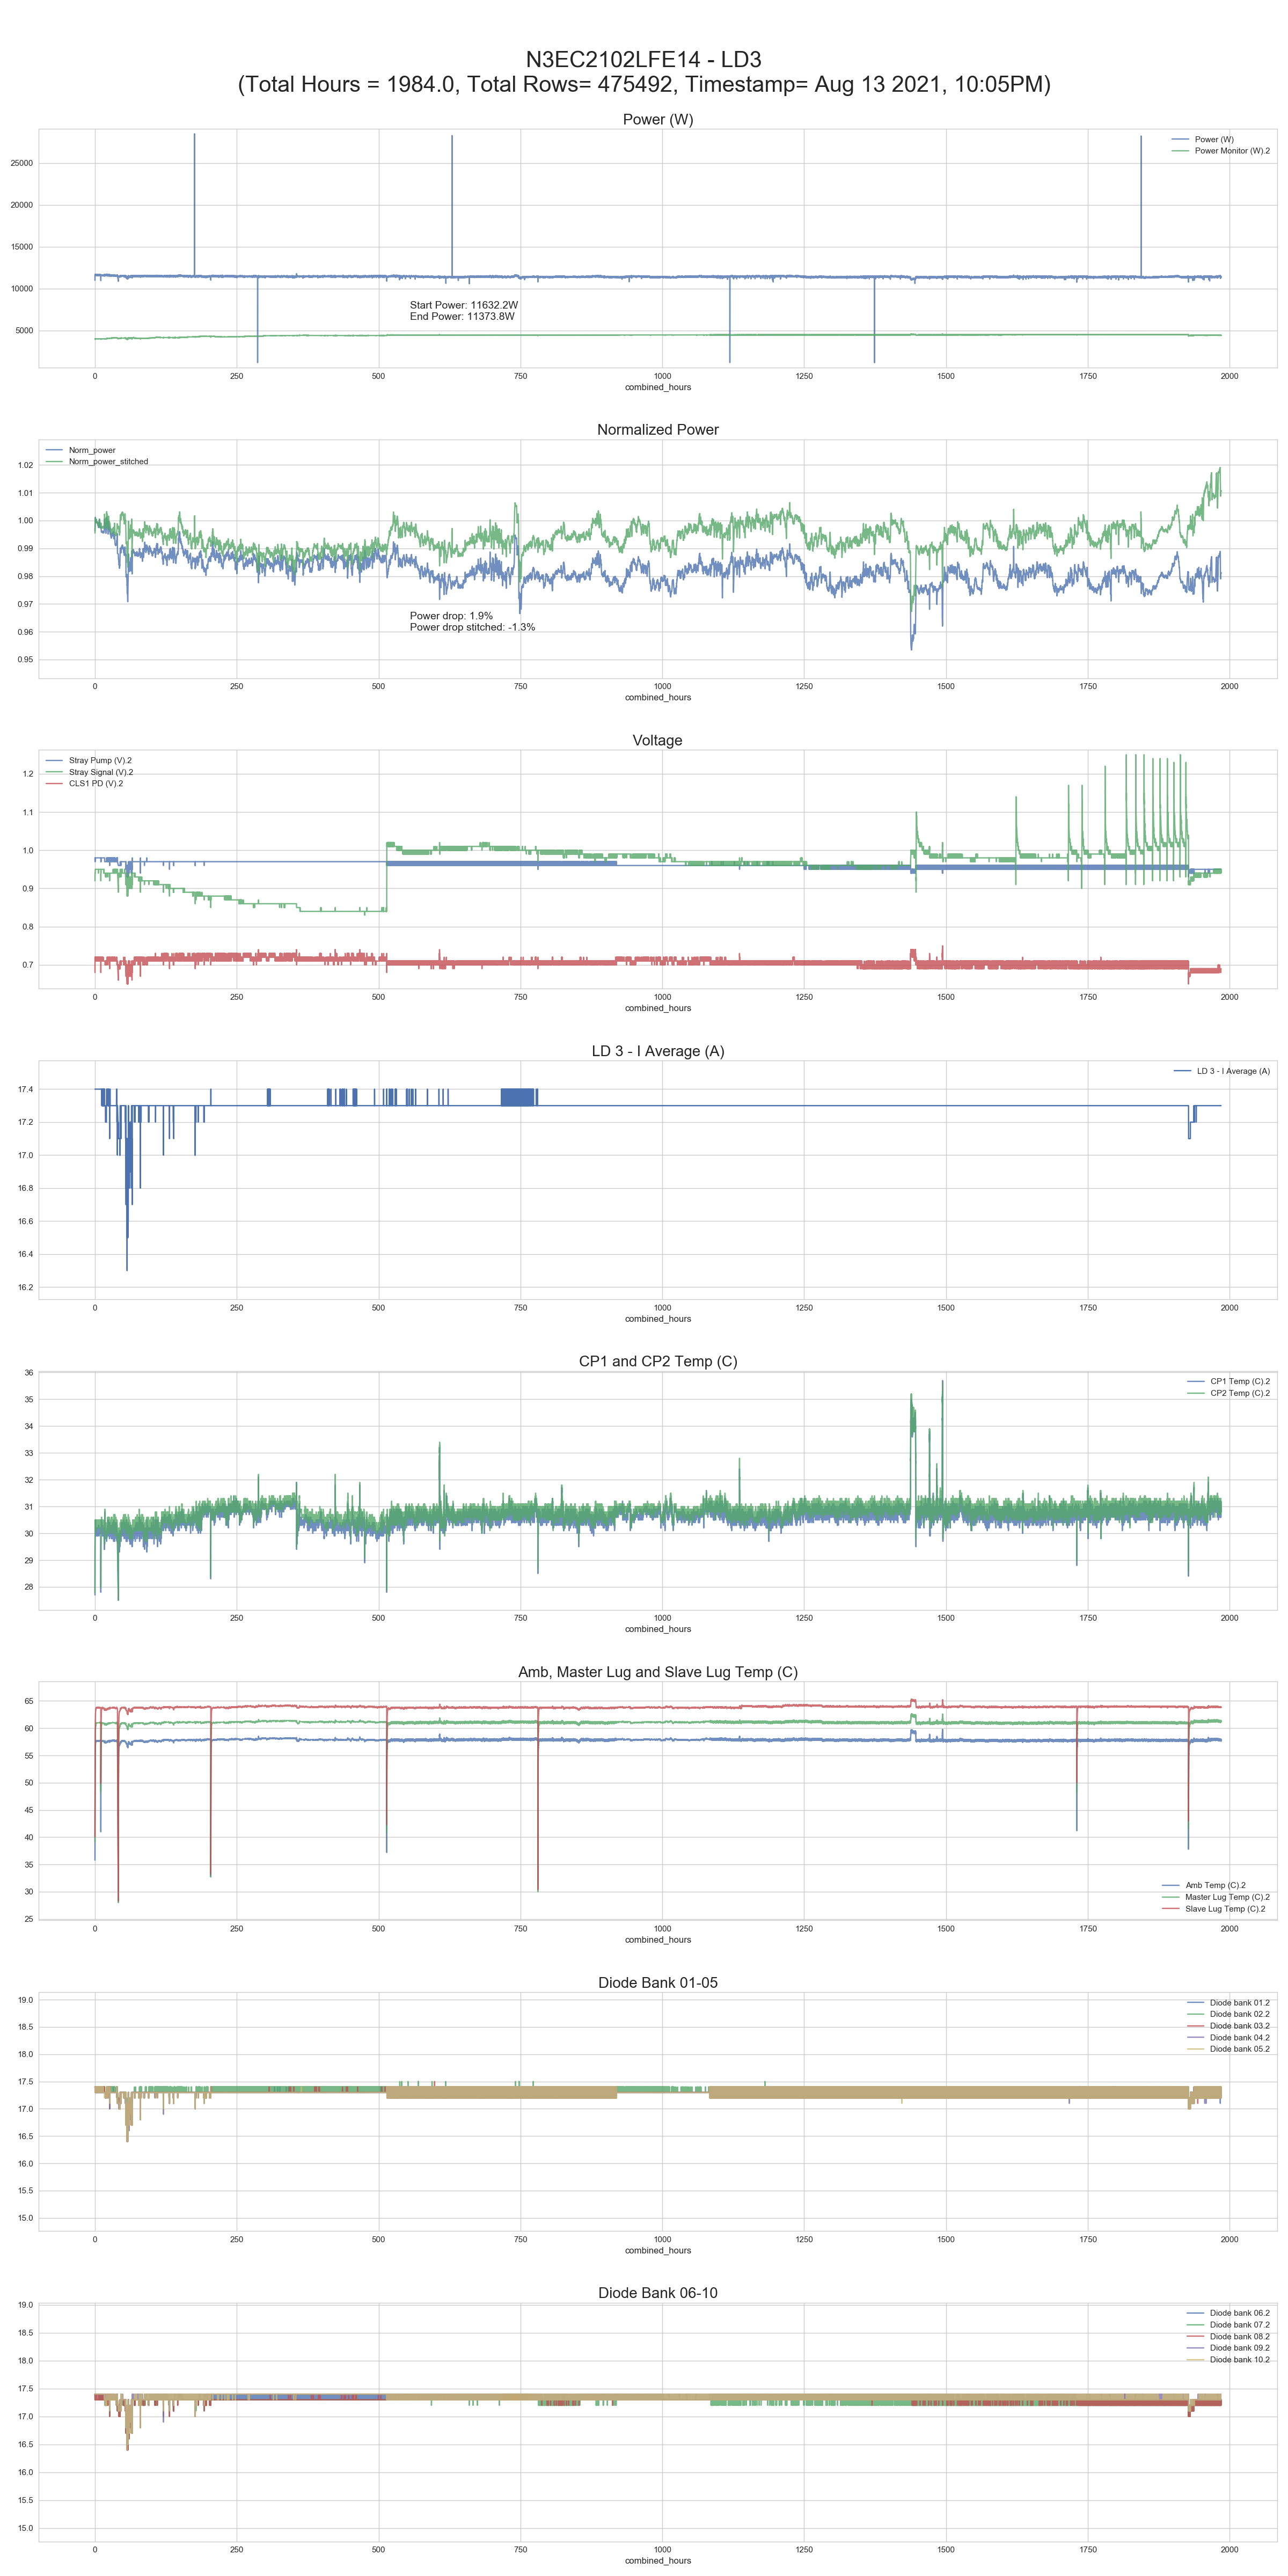 N3EC2102LFE14 - LD3
(Total Hours = 1984.0, Total Rows= 475492, Timestamp= Aug 13 2021, 10:05PM)
Power (W)
Power (W)
Power Monitor (W).2
25000
20000
15000
10000
5000
Start Power: 11632.2W
End Power: 11373.8W
0 250 500 750 1000 1250 1500 1750 2000
combined_hours
Normalized Power
Norm_power
Norm_power_stitched
1.02
1.01
1.00
0.99
0.98
0.97
0.96
0.95
Power drop: 1.9%
Power drop stitched: -1.3%
0 250 500 750 1000 1250 1500 1750 2000
combined_hours
Voltage
Stray Pump (V).2
Stray Signal (V).2
CLS1 PD (V).2
1.2
1.1
1.0
0.9
0.8
0.7
0 250 500 750 1000 1250 1500 1750 2000
combined_hours
LD 3 - I Average (A)
LD 3 - I Average (A)
17.4
17.2
17.0
16.8
16.6
16.4
16.2
0 250 500 750 1000 1250 1500 1750 2000
combined_hours
CP1 and CP2 Temp (C)
CP1 Temp (C).2
CP2 Temp (C).2
36
35
34
33
32
31
30
29
28
0 250 500 750 1000 1250 1500 1750 2000
combined_hours
Amb, Master Lug and Slave Lug Temp (C)
65
60
55
50
45
40
35
30
25
Amb Temp (C).2
Master Lug Temp (C).2
Slave Lug Temp (C).2
0 250 500 750 1000 1250 1500 1750 2000
combined_hours
Diode Bank 01-05
Diode bank 01.2
Diode bank 02.2
Diode bank 03.2
Diode bank 04.2
Diode bank 05.2
19.0
18.5
18.0
17.5
17.0
16.5
16.0
15.5
15.0
0 250 500 750 1000 1250 1500 1750 2000
combined_hours
Diode Bank 06-10
Diode bank 06.2
Diode bank 07.2
Diode bank 08.2
Diode bank 09.2
Diode bank 10.2
19.0
18.5
18.0
17.5
17.0
16.5
16.0
15.5
15.0
0 250 500 750 1000 1250 1500 1750 2000
combined_hours